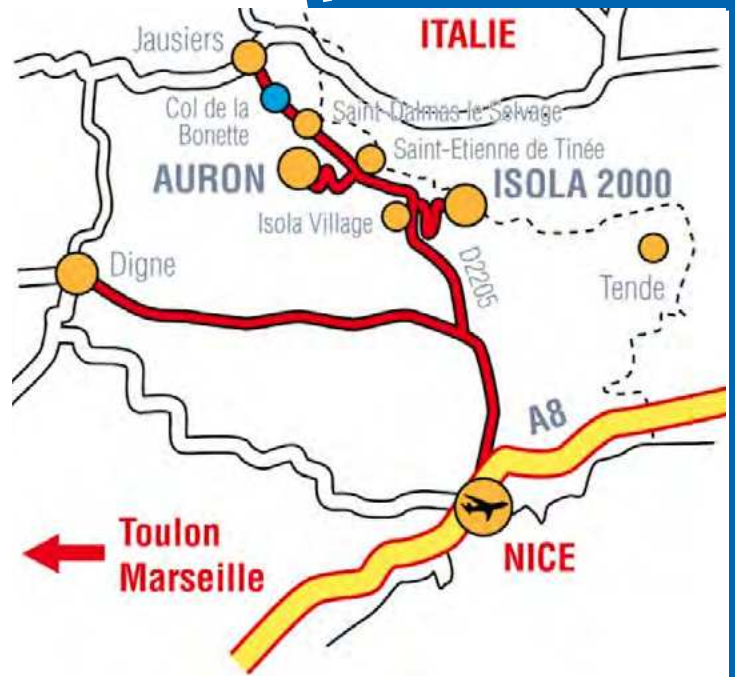 ITALIE
Jausiers
Col de la
Bonette
Saint-Dalmas le Selvage
Saint-Etienne de Tinée
AURON
ISOLA 2000
Isola Village
D2205
Digne
Tende
A8
Toulon
Marseille
NICE